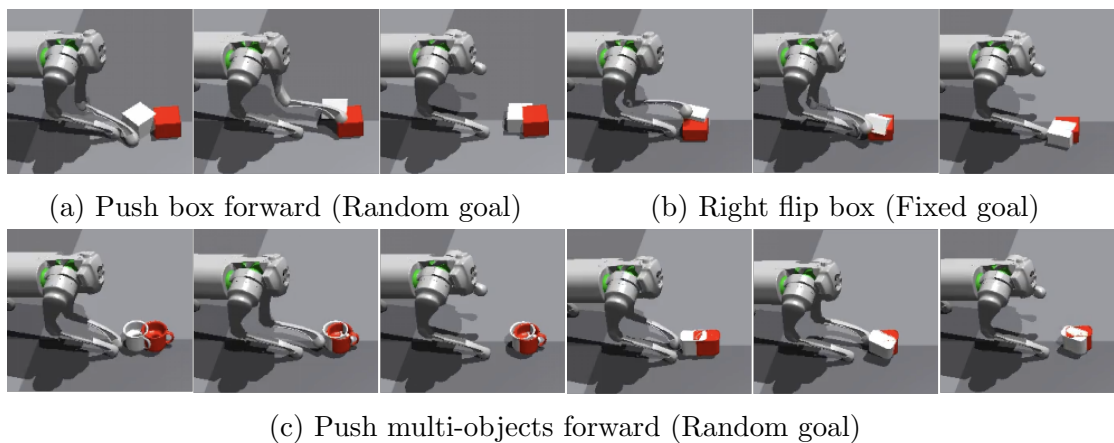 (a) Push box forward (Random goal)
(b) Right flip box (Fixed goal)
(c) Push multi-objects forward (Random goal)